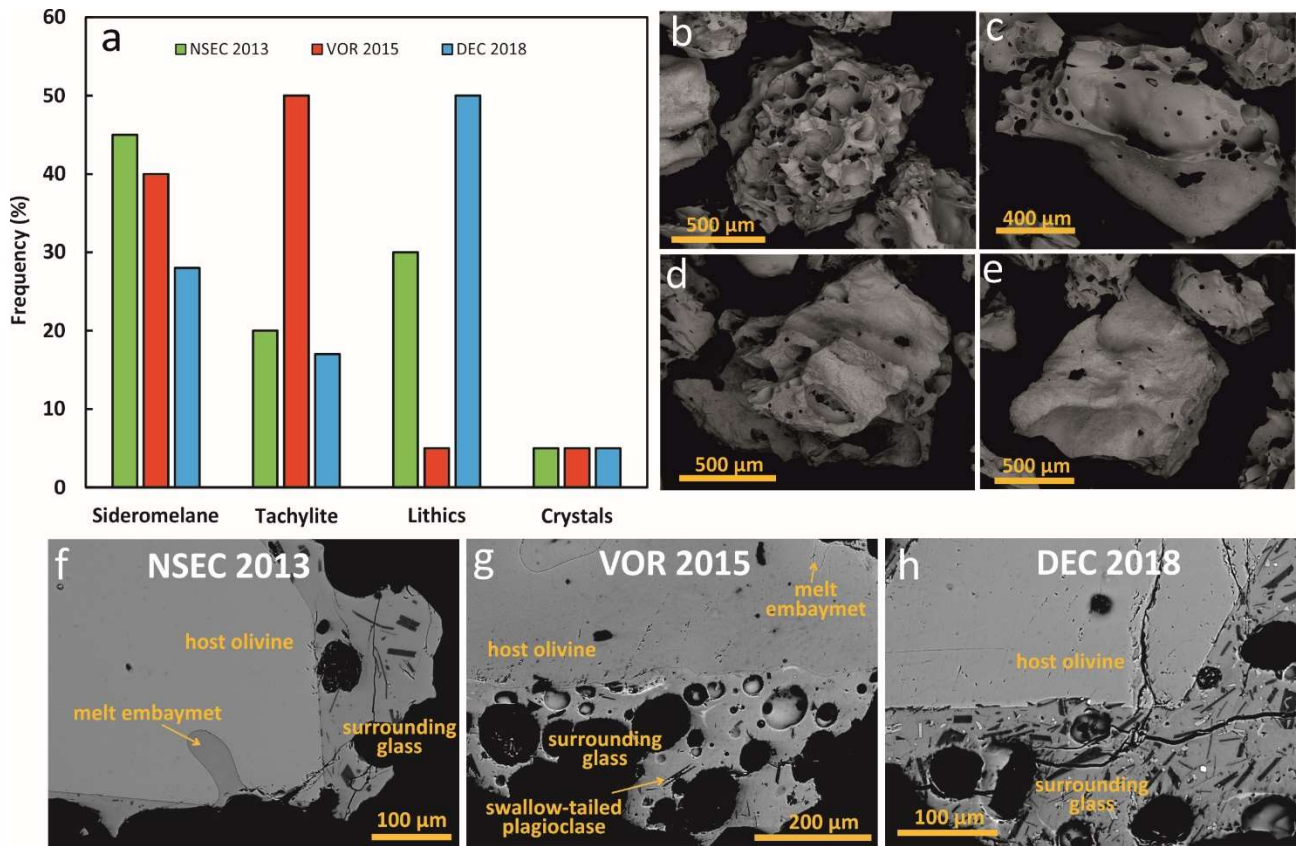 a
NSEC 2013
VOR 2015
DEC 2018
Frequency (%)
60
50
40
30
20
10
0
Sideromelane
Tachylite
Lithics
Crystals
b
500 µm
c
400 µm
d
500 µm
e
500 µm
f
NSEC 2013
host olivine
melt embaymet
surrounding
glass
100 µm
g
VOR 2015
melt
embaymet
host olivine
surrounding
glass
swallow-tailed
plagioclase
200 µm
h
DEC 2018
host olivine
surrounding
glass
100 µm